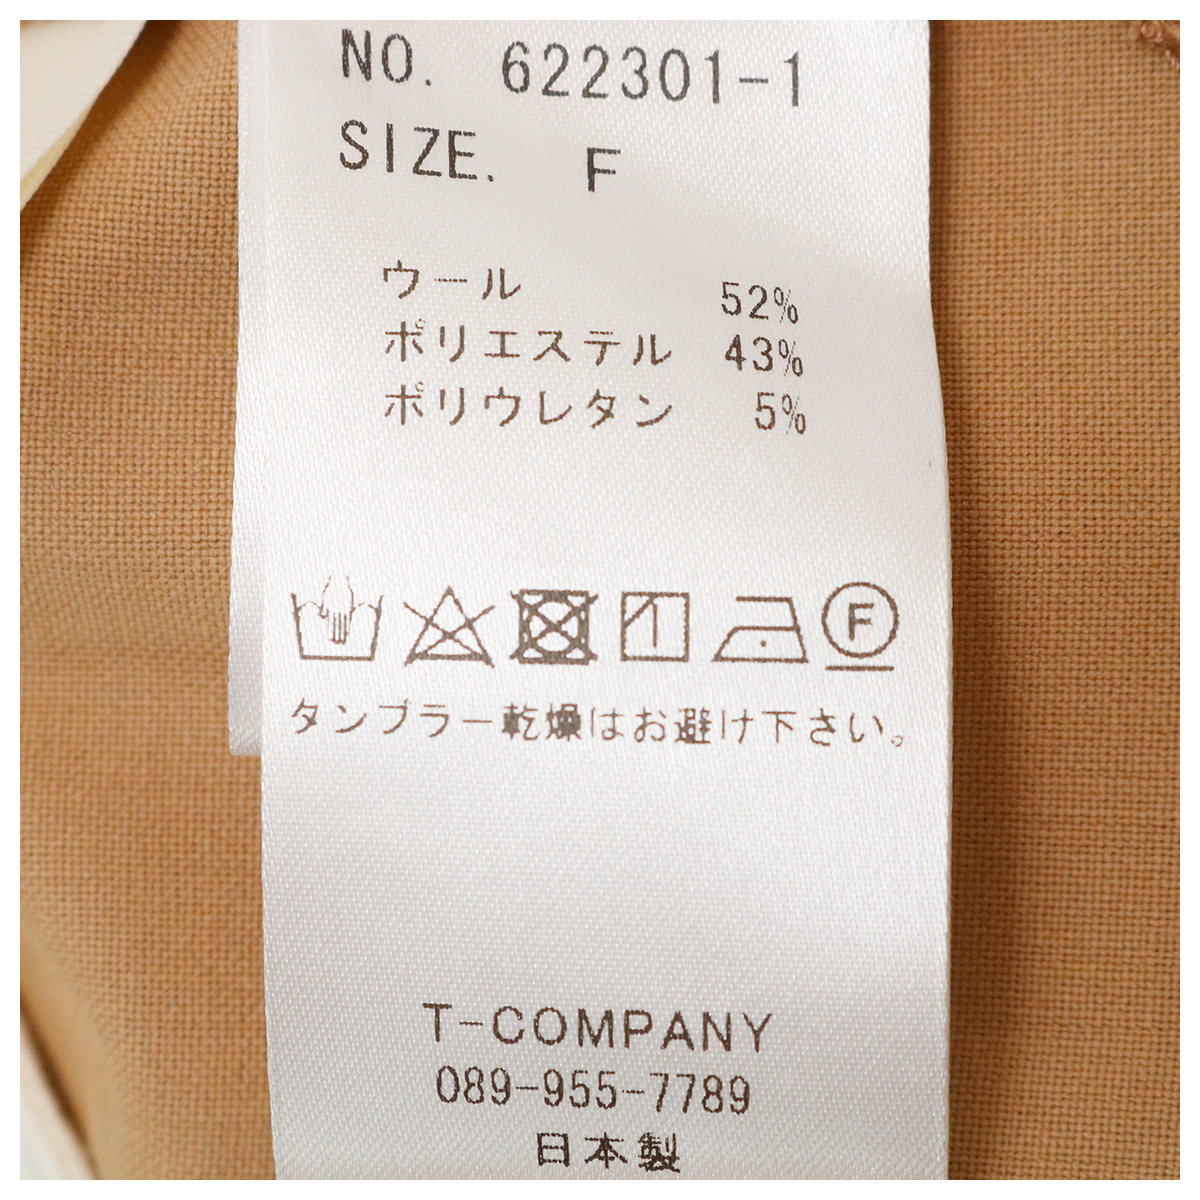 NO. 622301-1
SIZE. F
ウール 52%
ポリエステル 43%
ポリウレタン 5%
F
タンブラー乾燥はお避け下さい。
T-COMPANY
089-955-7789
日本製